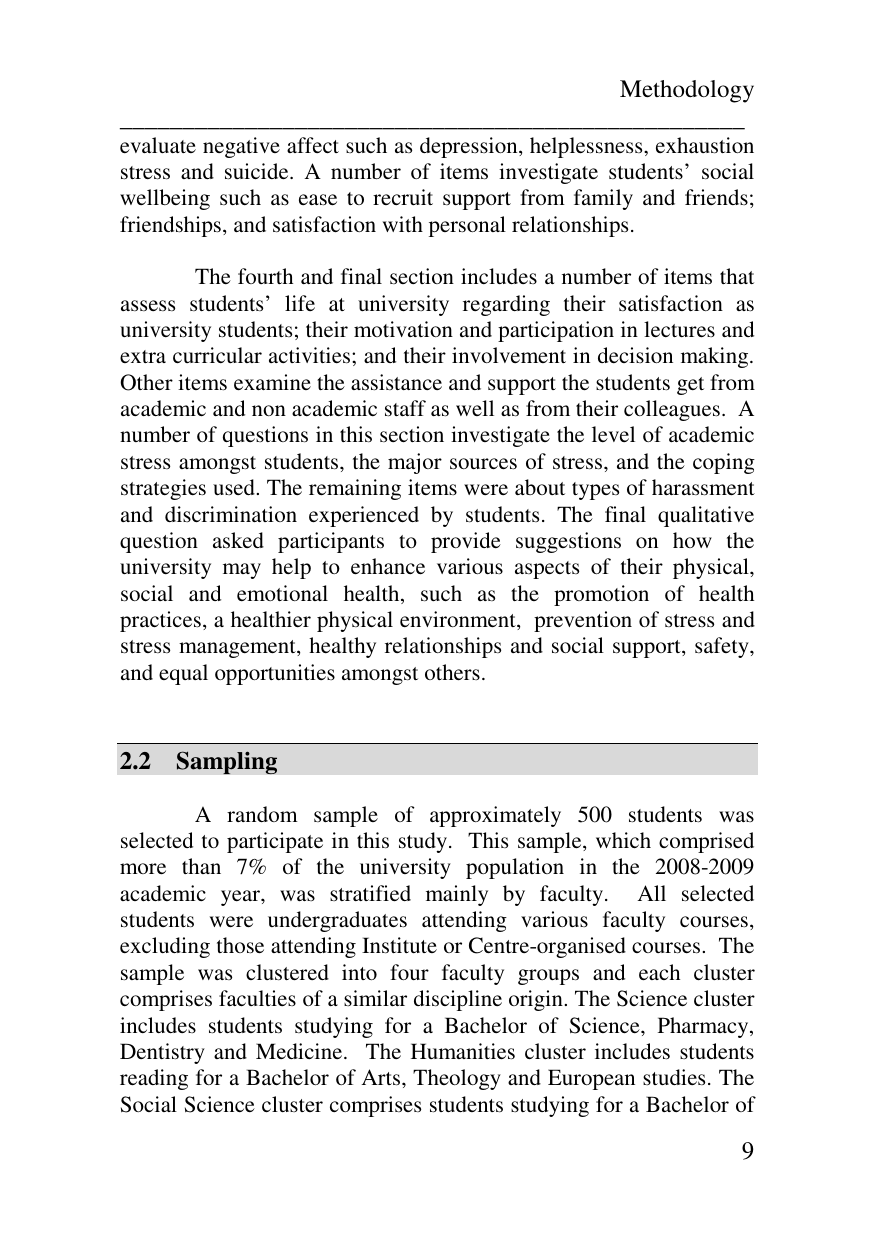 Methodology
evaluate negative affect such as depression, helplessness, exhaustion
stress and suicide. A number of items investigate students’ social
wellbeing such as ease to recruit support from family and friends;
friendships, and satisfaction with personal relationships.
The fourth and final section includes a number of items that
assess students’ life at university regarding their satisfaction as
university students; their motivation and participation in lectures and
extra curricular activities; and their involvement in decision making.
Other items examine the assistance and support the students get from
academic and non academic staff as well as from their colleagues.  A
number of questions in this section investigate the level of academic
stress amongst students, the major sources of stress, and the coping
strategies used. The remaining items were about types of harassment
and discrimination experienced by students. The final qualitative
question asked participants to provide suggestions on how the
university may help to enhance various aspects of their physical,
social and emotional health, such as the promotion of health
practices, a healthier physical environment,  prevention of stress and
stress management, healthy relationships and social support, safety,
and equal opportunities amongst others.
2.2 Sampling
A random sample of approximately 500 students was
selected to participate in this study.  This sample, which comprised
more than 7% of the university population in the 2008-2009
academic year, was stratified mainly by faculty.  All selected
students were undergraduates attending various faculty courses,
excluding those attending Institute or Centre-organised courses.  The
sample was clustered into four faculty groups and each cluster
comprises faculties of a similar discipline origin. The Science cluster
includes students studying for a Bachelor of Science, Pharmacy,
Dentistry and Medicine.  The Humanities cluster includes students
reading for a Bachelor of Arts, Theology and European studies. The
Social Science cluster comprises students studying for a Bachelor of
9